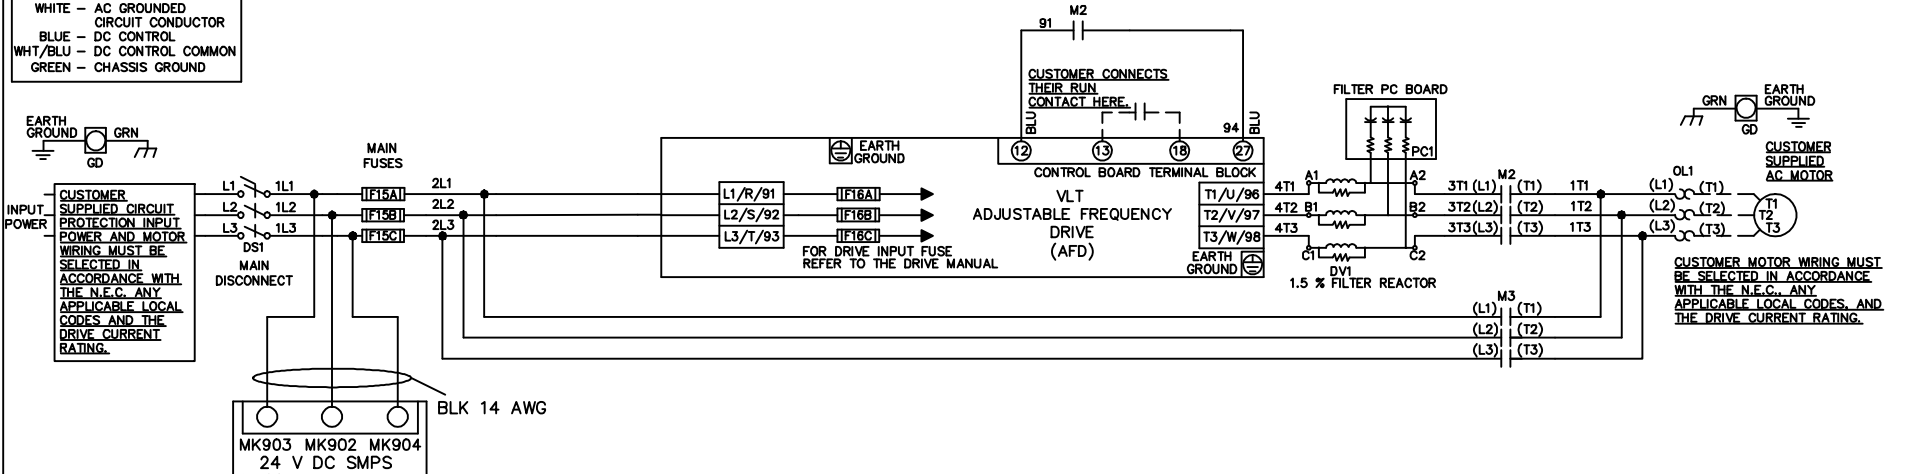 WHITE – AC GROUNDED
CIRCUIT CONDUCTOR
BLUE – DC CONTROL
WHT/BLU – DC CONTROL COMMON
GREEN – CHASSIS GROUND
EARTH
GROUND
GRN
GD
INPUT
POWER
CUSTOMER
SUPPLIED CIRCUIT
PROTECTION INPUT
POWER AND MOTOR
WIRING MUST BE
SELECTED IN
ACCORDANCE WITH
THE N.E.C. ANY
APPLICABLE LOCAL
CODES AND THE
DRIVE CURRENT
RATING.
L1
L2
L3
DS1
MAIN
DISCONNECT
1L1
1L2
1L3
MAIN
FUSES
F15A
F15B
F15C
2L1
2L2
2L3
BLK 14 AWG
MK903 MK902 MK904
24 V DC SMPS
L1/R/91
L2/S/92
L3/T/93
EARTH
GROUND
F16A
F16B
F16C
FOR DRIVE INPUT FUSE
REFER TO THE DRIVE MANUAL
M2
91
CUSTOMER CONNECTS
THEIR RUN
CONTACT HERE.
BLU
94
BLU
12
13
18
27
CONTROL BOARD TERMINAL BLOCK
VLT
ADJUSTABLE FREQUENCY
DRIVE
(AFD)
T1/U/96
T2/V/97
T3/W/98
EARTH
GROUND
4T1
4T2
4T3
A1
B1
C1
FILTER PC BOARD
PC1
A2
B2
C2
DV1
1.5 % FILTER REACTOR
M2
3T1 (L1) (T1) 1T1
3T2(L2) (T2) 1T2
3T3(L3) (T3) 1T3
M3
(L1) (T1)
(L2) (T2)
(L3) (T3)
GRN
GD
EARTH
GROUND
CUSTOMER
SUPPLIED
AC MOTOR
OL1
(L1) (T1)
(L2) (T2)
(L3) (T3)
T1
T2
T3
CUSTOMER MOTOR WIRING MUST
BE SELECTED IN ACCORDANCE
WITH THE N.E.C., ANY
APPLICABLE LOCAL CODES, AND
THE DRIVE CURRENT RATING.